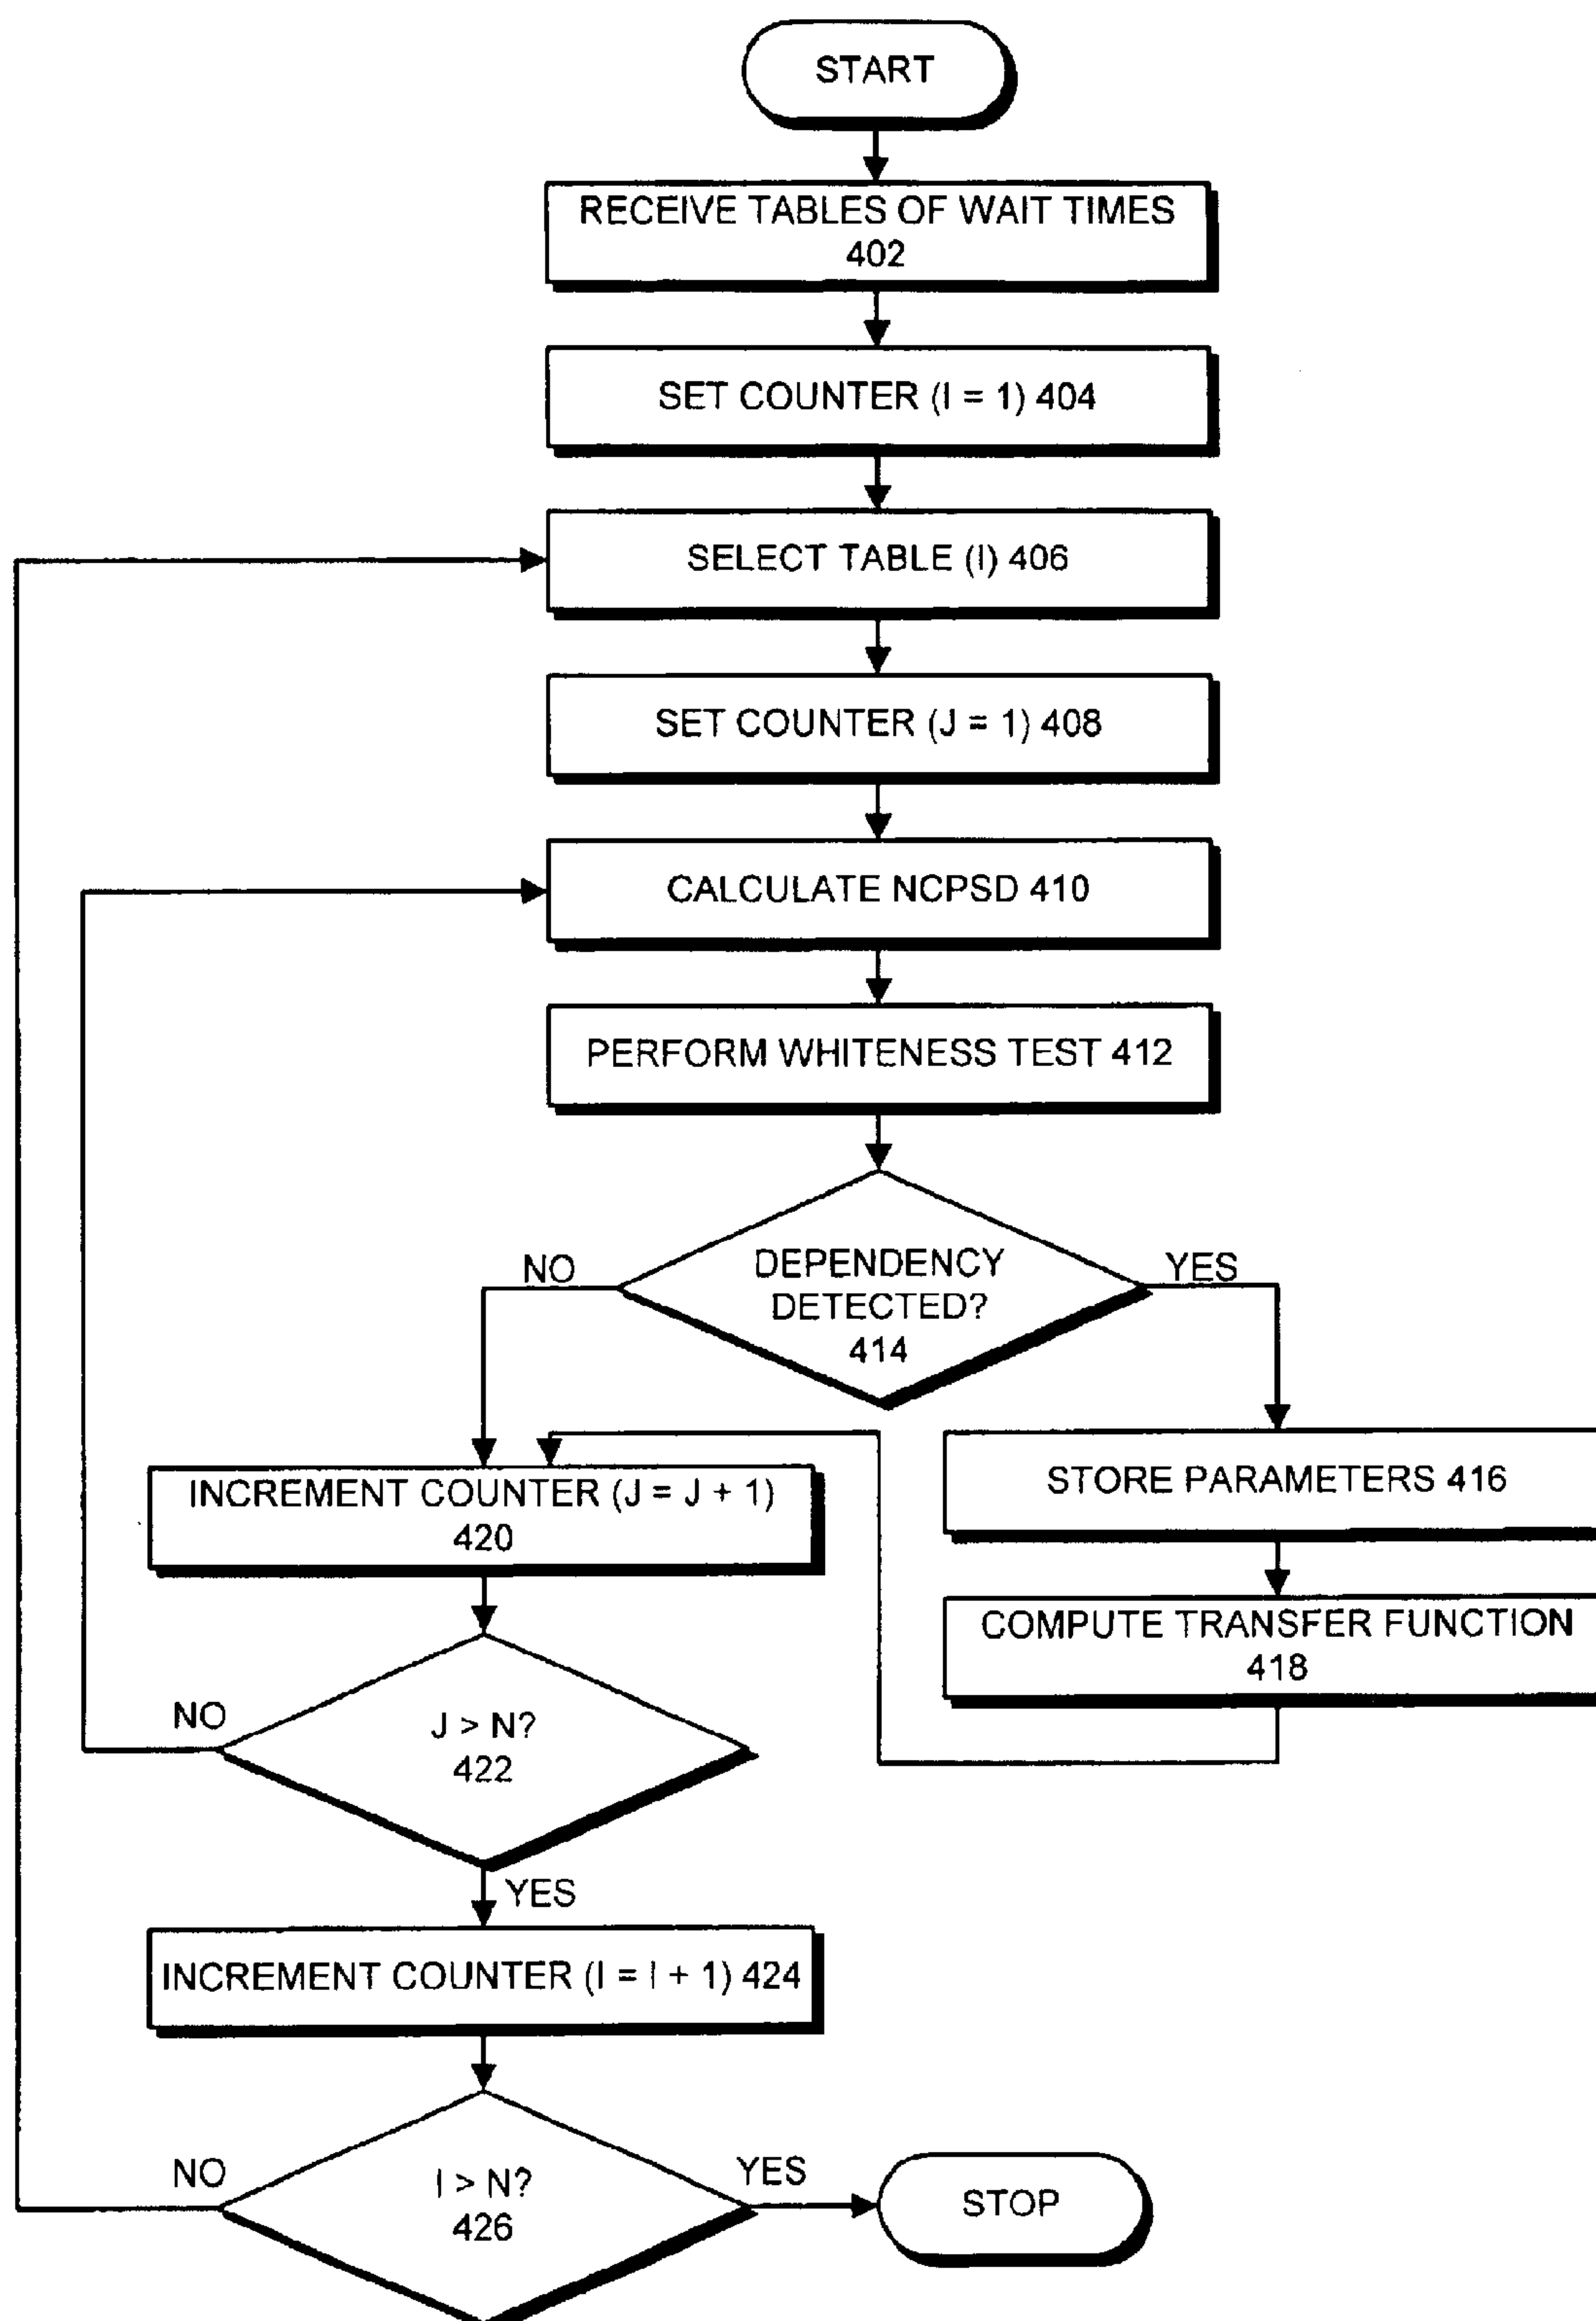 START
RECEIVE TABLES OF WAIT TIMES
402
SET COUNTER (I = 1) 404
SELECT TABLE (I) 406
SET COUNTER (J = 1) 408
CALCULATE NCPSD 410
PERFORM WHITENESS TEST 412
NO
DEPENDENCY
DETECTED?
414
YES
INCREMENT COUNTER (J = J + 1)
420
STORE PARAMETERS 416
COMPUTE TRANSFER FUNCTION
418
NO
J > N?
422
YES
INCREMENT COUNTER (I = I + 1) 424
NO
I > N?
426
YES
STOP